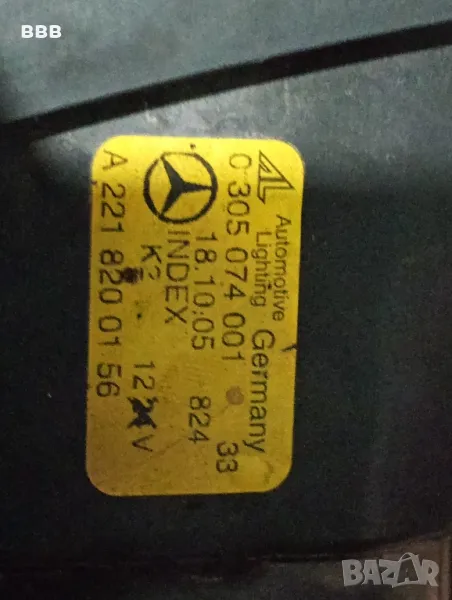 BBB
Automotive
Lighting Germany
0 305 074 001 33
18.10.05 824
INDEX
K2 12 V
A 221 820 01 56
BAZAR